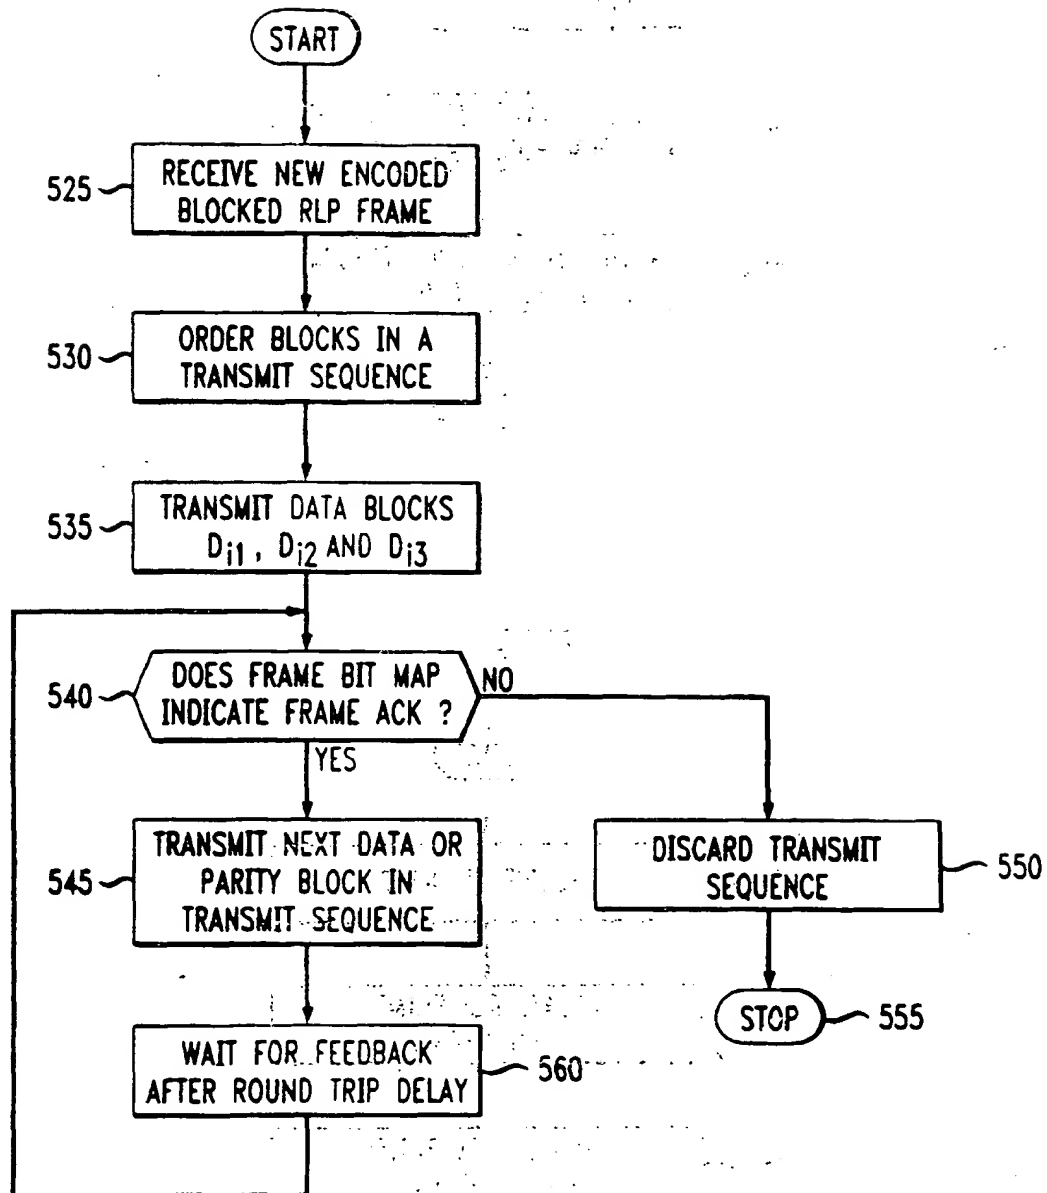 START
525
RECEIVE NEW ENCODED
BLOCKED RLP FRAME
530
ORDER BLOCKS IN A
TRANSMIT SEQUENCE
535
TRANSMIT DATA BLOCKS
Di1, Di2 AND Di3
540
DOES FRAME BIT MAP
INDICATE FRAME ACK ?
NO
YES
545
TRANSMIT NEXT DATA OR
PARITY BLOCK IN
TRANSMIT SEQUENCE
DISCARD TRANSMIT
SEQUENCE
550
STOP
555
WAIT FOR FEEDBACK
AFTER ROUND TRIP DELAY
560